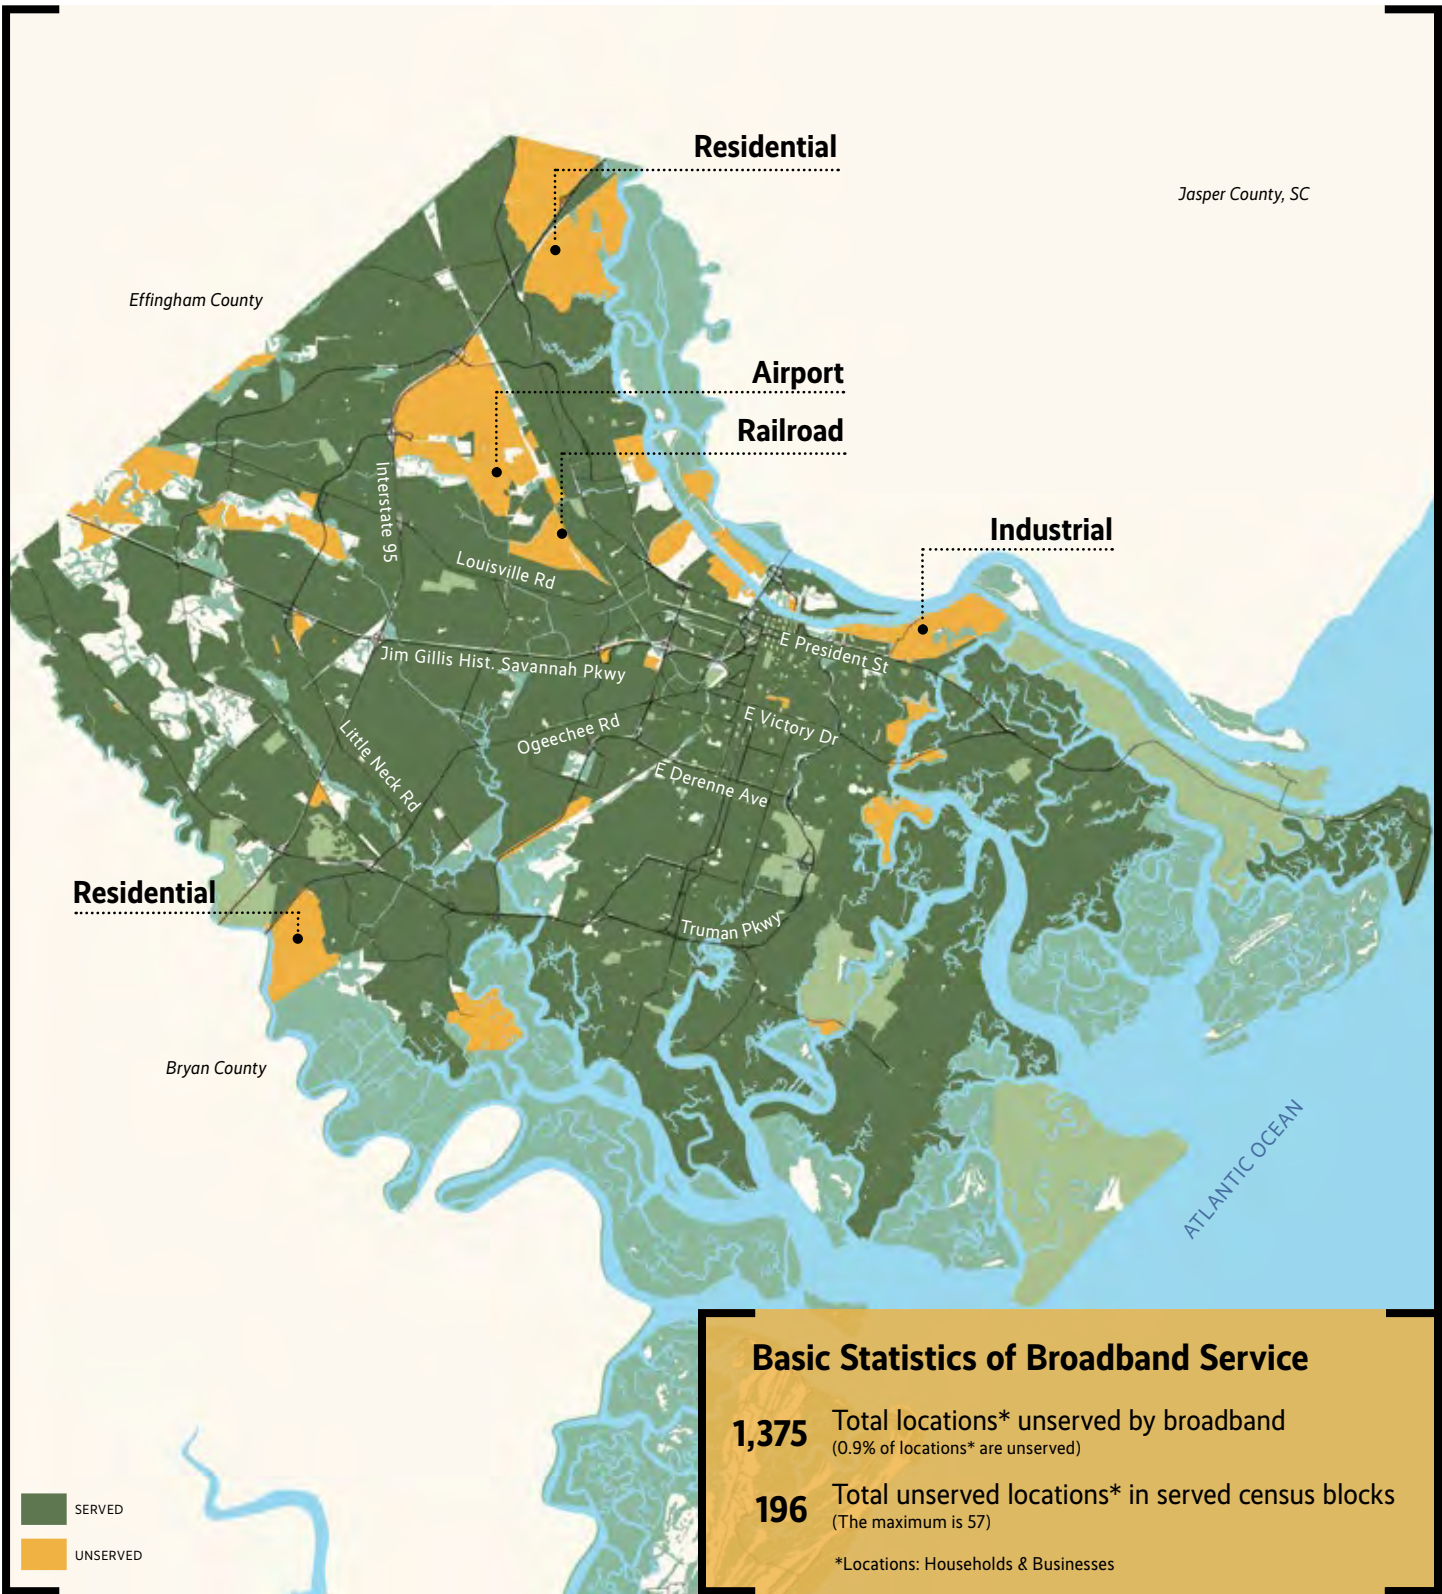 Residential
Jasper County, SC
Effingham County
Airport
Railroad
Interstate 95
Industrial
Louisville Rd
E President St
Jim Gillis Hist. Savannah Pkwy
Little Neck Rd
Ogeechee Rd
E Victory Dr
E Derenne Ave
Residential
Truman Pkwy
Bryan County
ATLANTIC OCEAN
Basic Statistics of Broadband Service
1,375 Total locations* unserved by broadband
(0.9% of locations* are unserved)
196 Total unserved locations* in served census blocks
(The maximum is 57)
*Locations: Households & Businesses
SERVED
UNSERVED